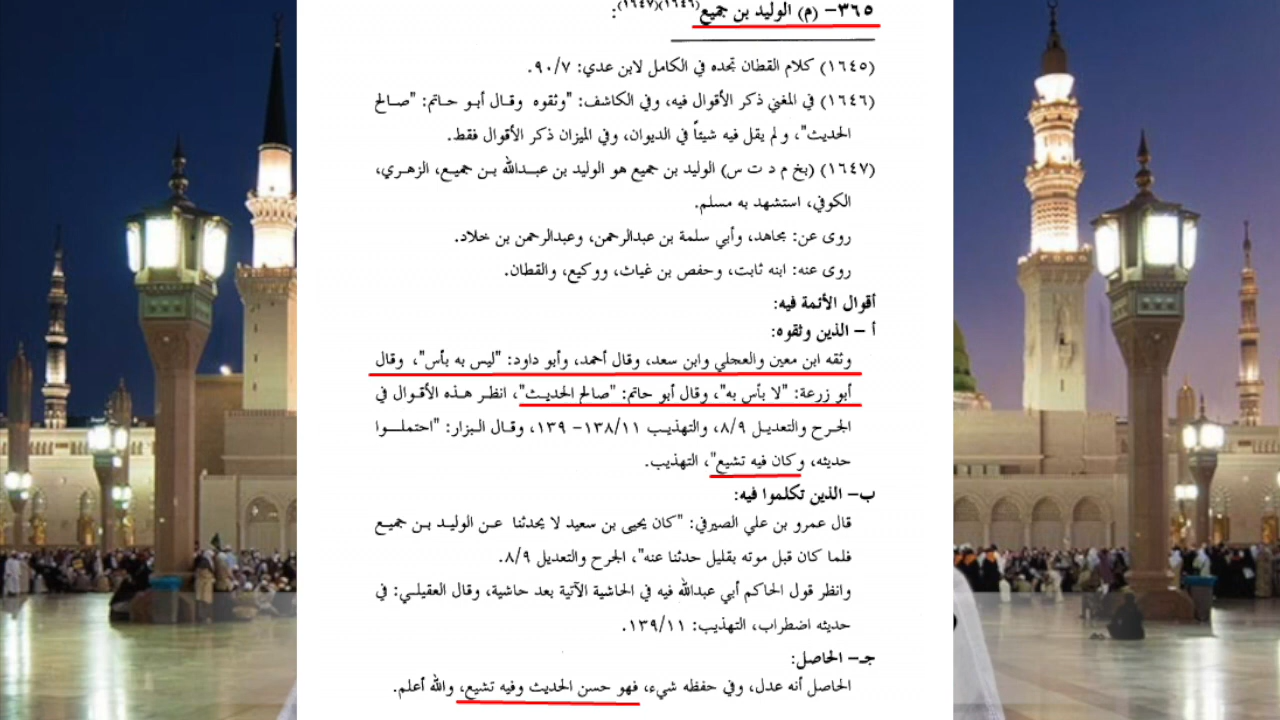 ٣٦٥- (م) الوليد بن جميع(١٦٤٦)(١٦٤٧):
(١٦٤٥) كلام القطان تجده في الكامل لابن عدي: ٩٠/٧.
(١٦٤٦) في المغني ذكر الأقوال فيه، وفي الكاشف: "وثقوه وقال أبو حاتم: "صالح
الحديث"، ولم يقل فيه شيئاً في الديوان، وفي الميزان ذكر الأقوال فقط.
(١٦٤٧) (بخ م د ت س) الوليد بن جميع هو الوليد بن عبدالله بن جميع، الزهري،
الكوفي، استشهد به مسلم.
روى عن: مجاهد، وأبي سلمة بن عبدالرحمن، وعبدالرحمن بن خلاد.
روى عنه: ابنه ثابت، وحفص بن غياث، ووكيع، والقطان.
أقوال الأئمة فيه:
أ – الذين وثقوه:
وثقه ابن معين والعجلي وابن سعد، وقال أحمد، وأبو داود: "ليس به بأس"، وقال
أبو زرعة: "لا بأس به"، وقال أبو حاتم: "صالح الحديث"، انظر هذه الأقوال في
الجرح والتعديل ٨/٩، والتهذيب ١٣٨/١١– ١٣٩، وقال البزار: "احتملوا
حديثه، وكان فيه تشيع"، التهذيب.
ب– الذين تكلموا فيه:
قال عمرو بن علي الصيرفي: "كان يحيى بن سعيد لا يحدثنا عن الوليد بن جميع
فلما كان قبل موته بقليل حدثنا عنه"، الجرح والتعديل ٨/٩.
وانظر قول الحاكم أبي عبدالله فيه في الحاشية الآتية بعد حاشية، وقال العقيلي: في
حديثه اضطراب، التهذيب: ١٣٩/١١.
جـ– الحاصل:
الحاصل أنه عدل، وفي حفظه شيء، فهو حسن الحديث وفيه تشيع، والله أعلم.